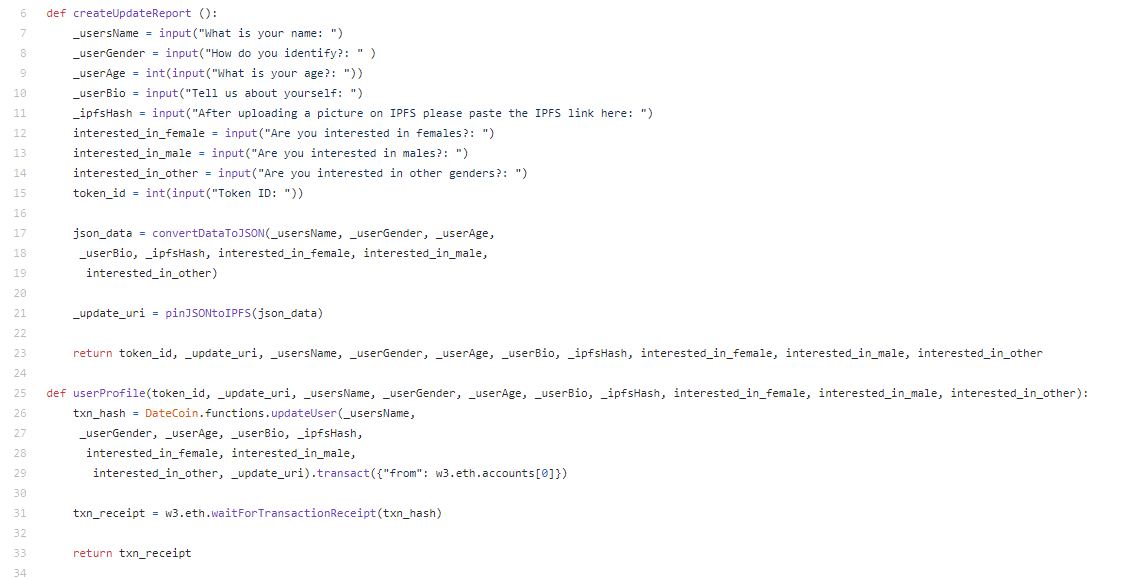 6 def createUpdateReport ():
7 _usersName = input("What is your name: ")
8 _userGender = input("How do you identify?: " )
9 _userAge = int(input("What is your age?: "))
10 _userBio = input("Tell us about yourself: ")
11 _ipfsHash = input("After uploading a picture on IPFS please paste the IPFS link here: ")
12 interested_in_female = input("Are you interested in females?: ")
13 interested_in_male = input("Are you interested in males?: ")
14 interested_in_other = input("Are you interested in other genders?: ")
15 token_id = int(input("Token ID: "))
16
17 json_data = convertDataToJSON(_usersName, _userGender, _userAge,
18 _userBio, _ipfsHash, interested_in_female, interested_in_male,
19 interested_in_other)
20
21 _update_uri = pinJSONtoIPFS(json_data)
22
23 return token_id, _update_uri, _usersName, _userGender, _userAge, _userBio, _ipfsHash, interested_in_female, interested_in_male, interested_in_other
24
25 def userProfile(token_id, _update_uri, _usersName, _userGender, _userAge, _userBio, _ipfsHash, interested_in_female, interested_in_male, interested_in_other):
26 txn_hash = DateCoin.functions.updateUser(_usersName,
27 _userGender, _userAge, _userBio, _ipfsHash,
28 interested_in_female, interested_in_male,
29 interested_in_other, _update_uri).transact({"from": w3.eth.accounts[0]})
30
31 txn_receipt = w3.eth.waitForTransactionReceipt(txn_hash)
32
33 return txn_receipt
34